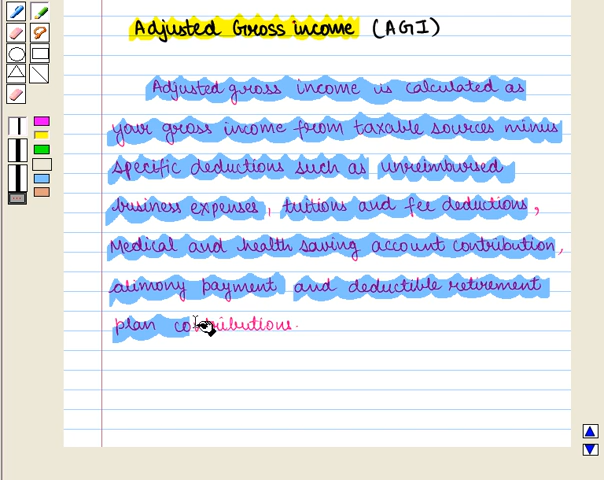 Adjusted Gross income (AGI)
Adjusted gross income is calculated as
your gross income from taxable sources minus
specific deductions such as unreimbursed
business expenses, tuitions and fee deductions,
Medical and health saving account contribution,
alimony payment and deductible retirement
plan contributions.